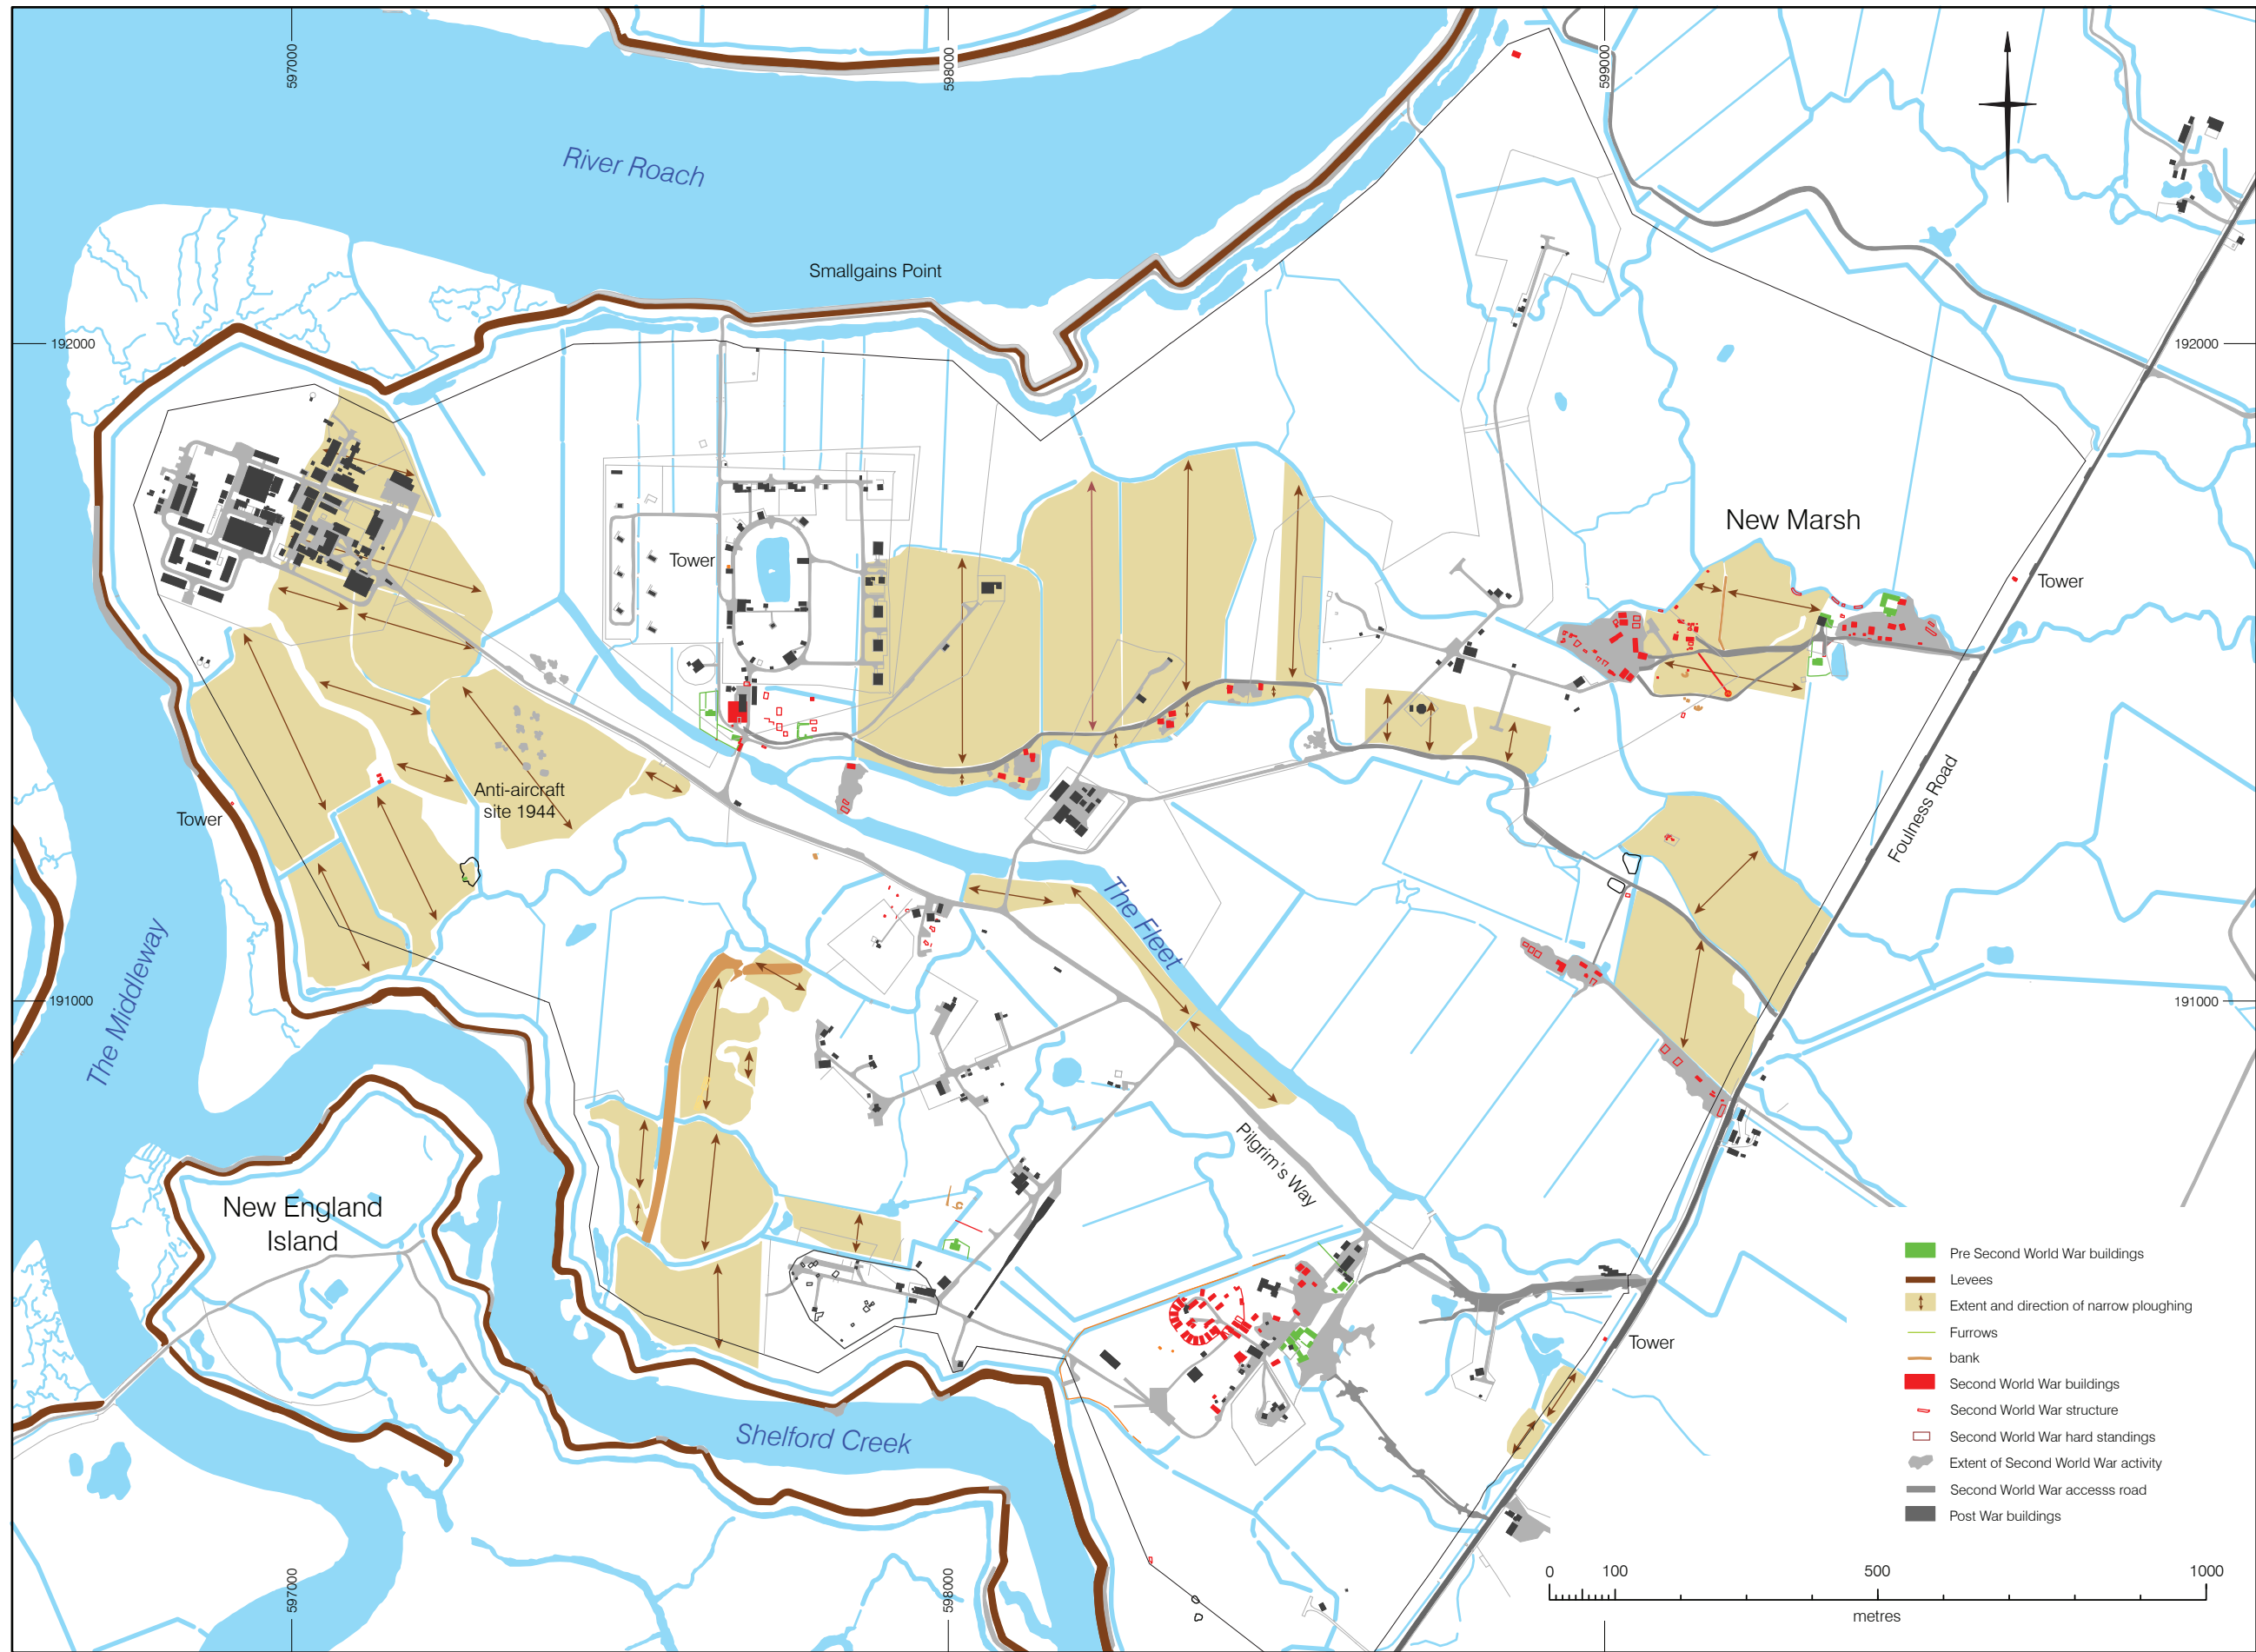 597000
598000
599000
River Roach
Smallgains Point
192000
192000
New Marsh
Tower
Tower
Anti-aircraft
site 1944
Tower
Foulness Road
The Fleet
The Middleway
191000
191000
Pilgrim's Way
New England
Island
Tower
Shelford Creek
Pre Second World War buildings
Levees
Extent and direction of narrow ploughing
Furrows
bank
Second World War buildings
Second World War structure
Second World War hard standings
Extent of Second World War activity
Second World War accesss road
Post War buildings
0 100 500 1000
metres
597000
598000